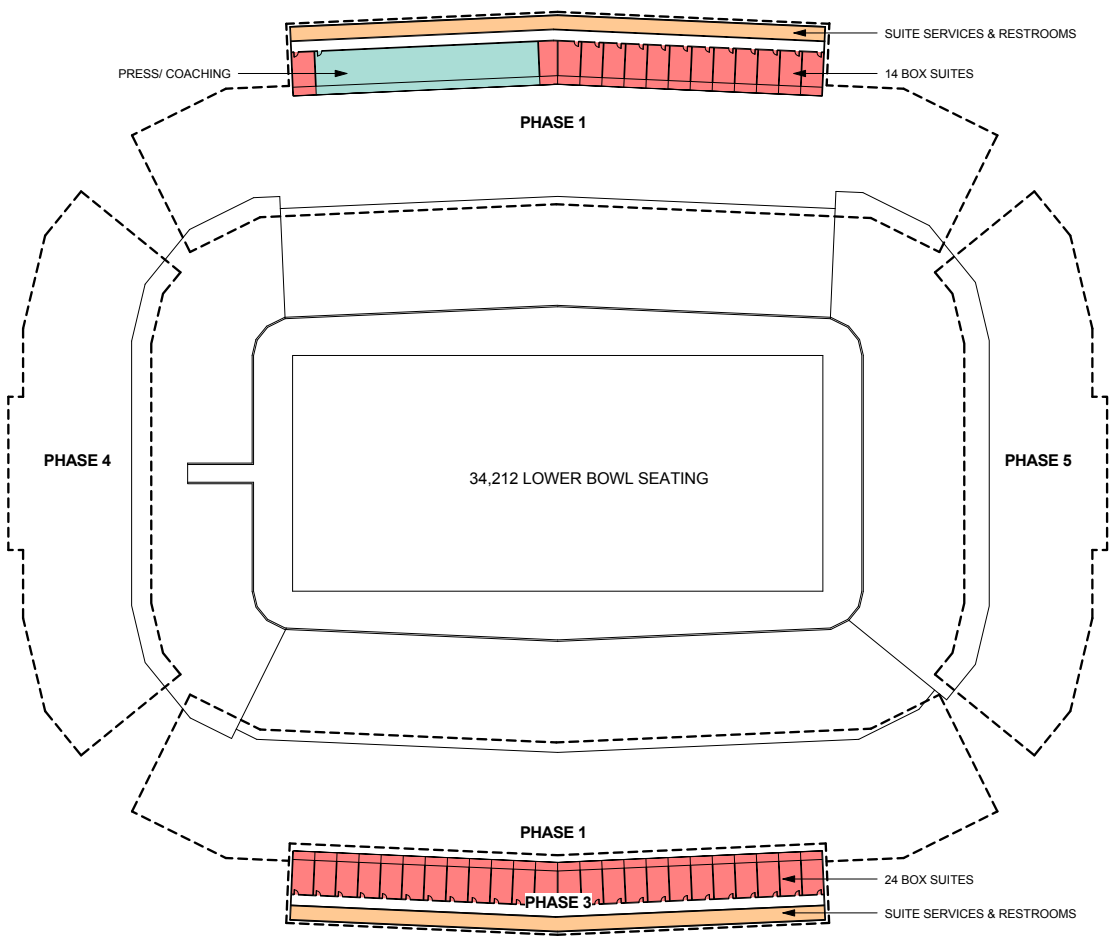 SUITE SERVICES & RESTROOMS
PRESS/ COACHING
14 BOX SUITES
PHASE 1
PHASE 4
34,212 LOWER BOWL SEATING
PHASE 5
PHASE 1
24 BOX SUITES
PHASE 3
SUITE SERVICES & RESTROOMS